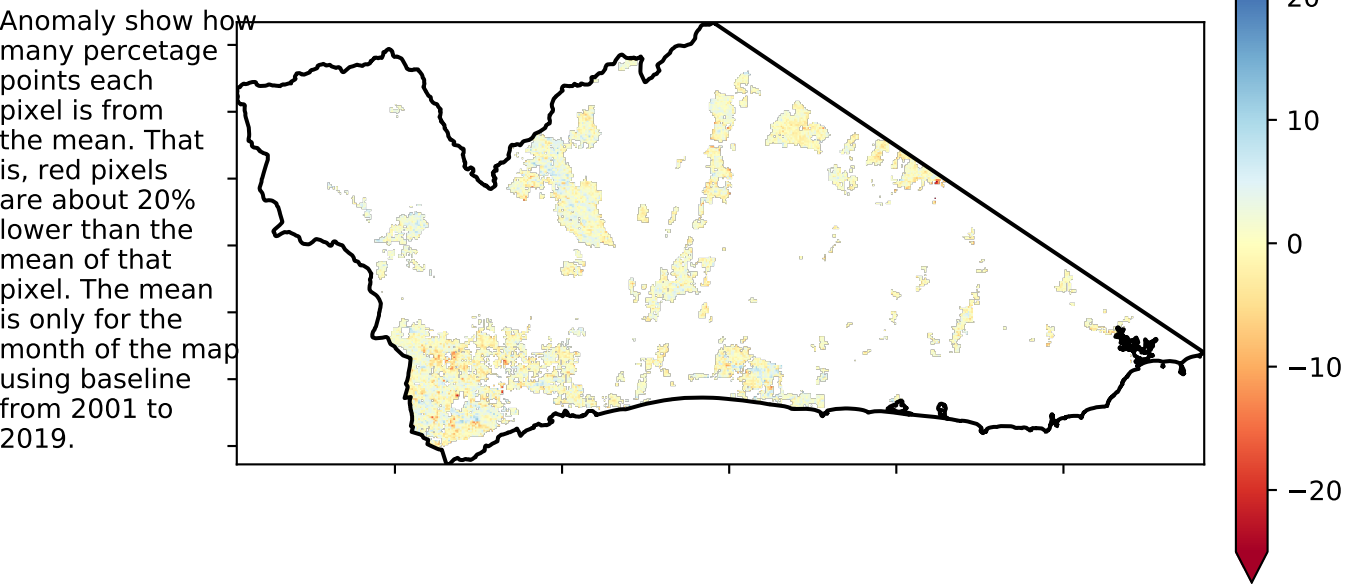 Anomaly show how
many percetage
points each
pixel is from
the mean. That
is, red pixels
are about 20%
lower than the
mean of that
pixel. The mean
is only for the
month of the map
using baseline
from 2001 to
2019.
20
10
0
−10
−20